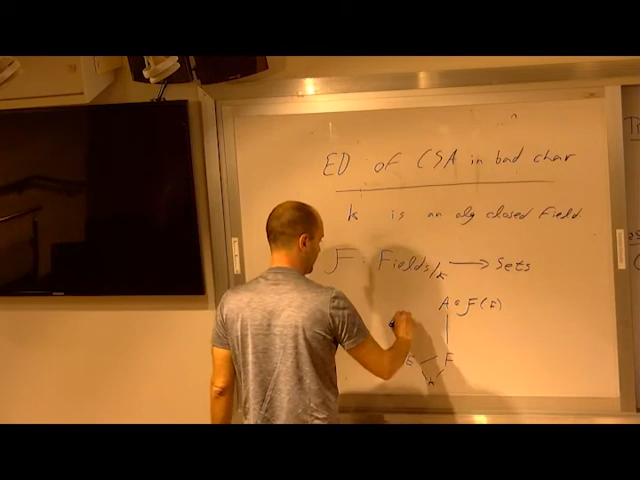 ED of CSA in bad char
k is an alg closed field.
F: Fields/k → Sets
A ∈ F(F)
E F
k